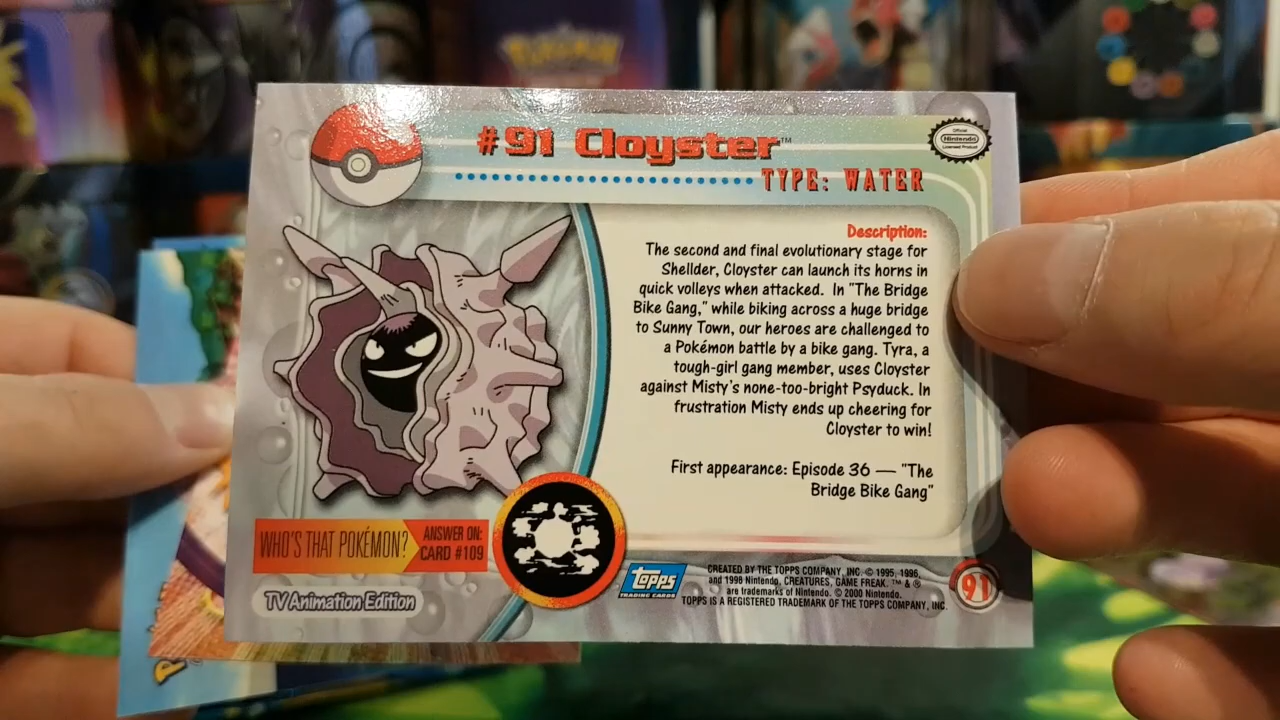 POKÉMON
#91 Cloyster™
TYPE: WATER
Official
Nintendo
Licensed Product
Description:
The second and final evolutionary stage for
Shellder, Cloyster can launch its horns in
quick volleys when attacked. In "The Bridge
Bike Gang," while biking across a huge bridge
to Sunny Town, our heroes are challenged to
a Pokémon battle by a bike gang. Tyra, a
tough-girl gang member, uses Cloyster
against Misty's none-too-bright Psyduck. In
frustration Misty ends up cheering for
Cloyster to win!
First appearance: Episode 36 — "The
Bridge Bike Gang"
WHO'S THAT POKÉMON?
ANSWER ON:
CARD #109
TV Animation Edition
Topps
TRADING CARDS
CREATED BY THE TOPPS COMPANY, INC. © 1995, 1996,
and 1998 Nintendo, CREATURES, GAME FREAK. ™ & ®
are trademarks of Nintendo. © 2000 Nintendo.
TOPPS IS A REGISTERED TRADEMARK OF THE TOPPS COMPANY, INC.
91